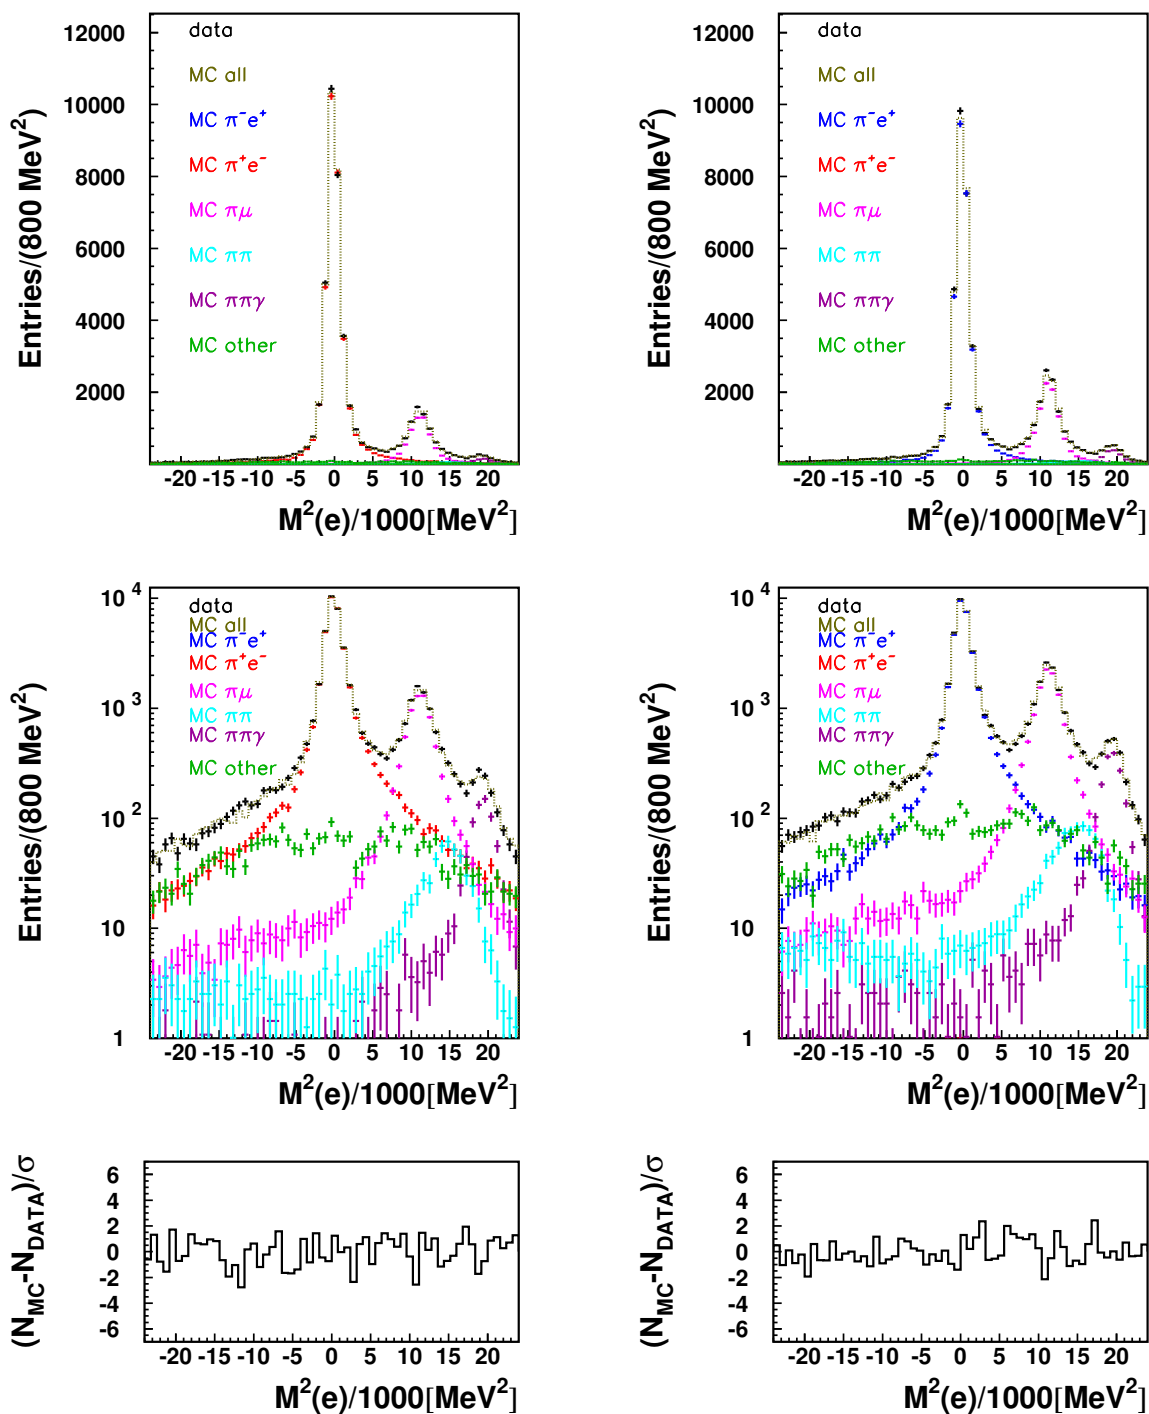 12000
10000
8000
6000
4000
2000
Entries/(800 MeV²)
data
MC all
MC π⁻e⁺
MC π⁺e⁻
MC πμ
MC ππ
MC ππγ
MC other
-20 -15 -10 -5 0 5 10 15 20
M²(e)/1000[MeV²]
12000
10000
8000
6000
4000
2000
Entries/(800 MeV²)
data
MC all
MC π⁻e⁺
MC π⁺e⁻
MC πμ
MC ππ
MC ππγ
MC other
-20 -15 -10 -5 0 5 10 15 20
M²(e)/1000[MeV²]
10⁴
10³
10²
10
1
Entries/(800 MeV²)
data
MC all
MC π⁻e⁺
MC π⁺e⁻
MC πμ
MC ππ
MC ππγ
MC other
-20 -15 -10 -5 0 5 10 15 20
M²(e)/1000[MeV²]
10⁴
10³
10²
10
1
Entries/(800 MeV²)
data
MC all
MC π⁻e⁺
MC π⁺e⁻
MC πμ
MC ππ
MC ππγ
MC other
-20 -15 -10 -5 0 5 10 15 20
M²(e)/1000[MeV²]
6
4
2
0
-2
-4
-6
(N_MC-N_DATA)/σ
-20 -15 -10 -5 0 5 10 15 20
M²(e)/1000[MeV²]
6
4
2
0
-2
-4
-6
(N_MC-N_DATA)/σ
-20 -15 -10 -5 0 5 10 15 20
M²(e)/1000[MeV²]